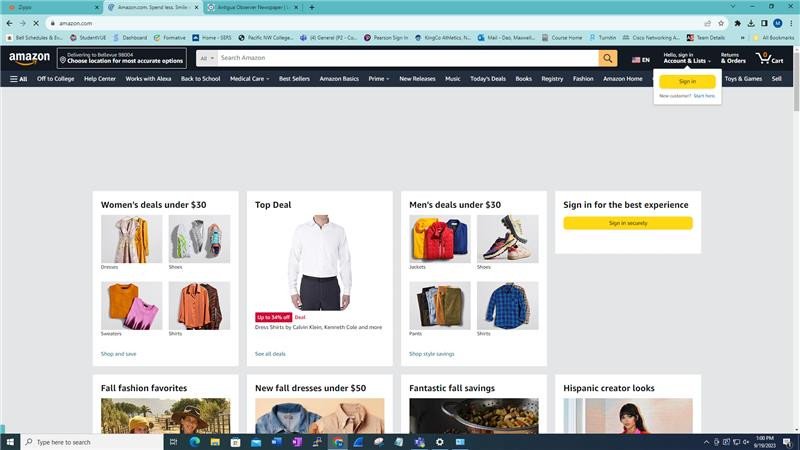 Zippo
Amazon.com. Spend less. Smile
Antigua Observer Newspaper |
amazon.com
Bell Schedules & Ev...
StudentVUE
Dashboard
Formative
Home - SERS
Pacific NW College...
General (P2 - Comp...
Pearson Sign In
KingCo Athletics, N...
Mail - Dao, Maxwell...
Course Home
Turnitin
Cisco Networking A...
Team Details
All Bookmarks
amazon
Delivering to Bellevue 98004
Choose location for most accurate options
All
Search Amazon
EN
Hello, sign in
Account & Lists
Returns
& Orders
0
Cart
All
Off to College
Help Center
Works with Alexa
Back to School
Medical Care
Best Sellers
Amazon Basics
Prime
New Releases
Music
Today's Deals
Books
Registry
Fashion
Amazon Home
Toys & Games
Sell
Sign in
New customer? Start here.
Women's deals under $30
Dresses
Shoes
Sweaters
Shirts
Shop and save
Top Deal
Up to 34% off
Deal
Dress Shirts by Calvin Klein, Kenneth Cole and more
See all deals
Men's deals under $30
Jackets
Shoes
Pants
Shirts
Shop style savings
Sign in for the best experience
Sign in securely
Fall fashion favorites
New fall dresses under $50
Fantastic fall savings
Hispanic creator looks
Type here to search
1:00 PM
9/19/2023